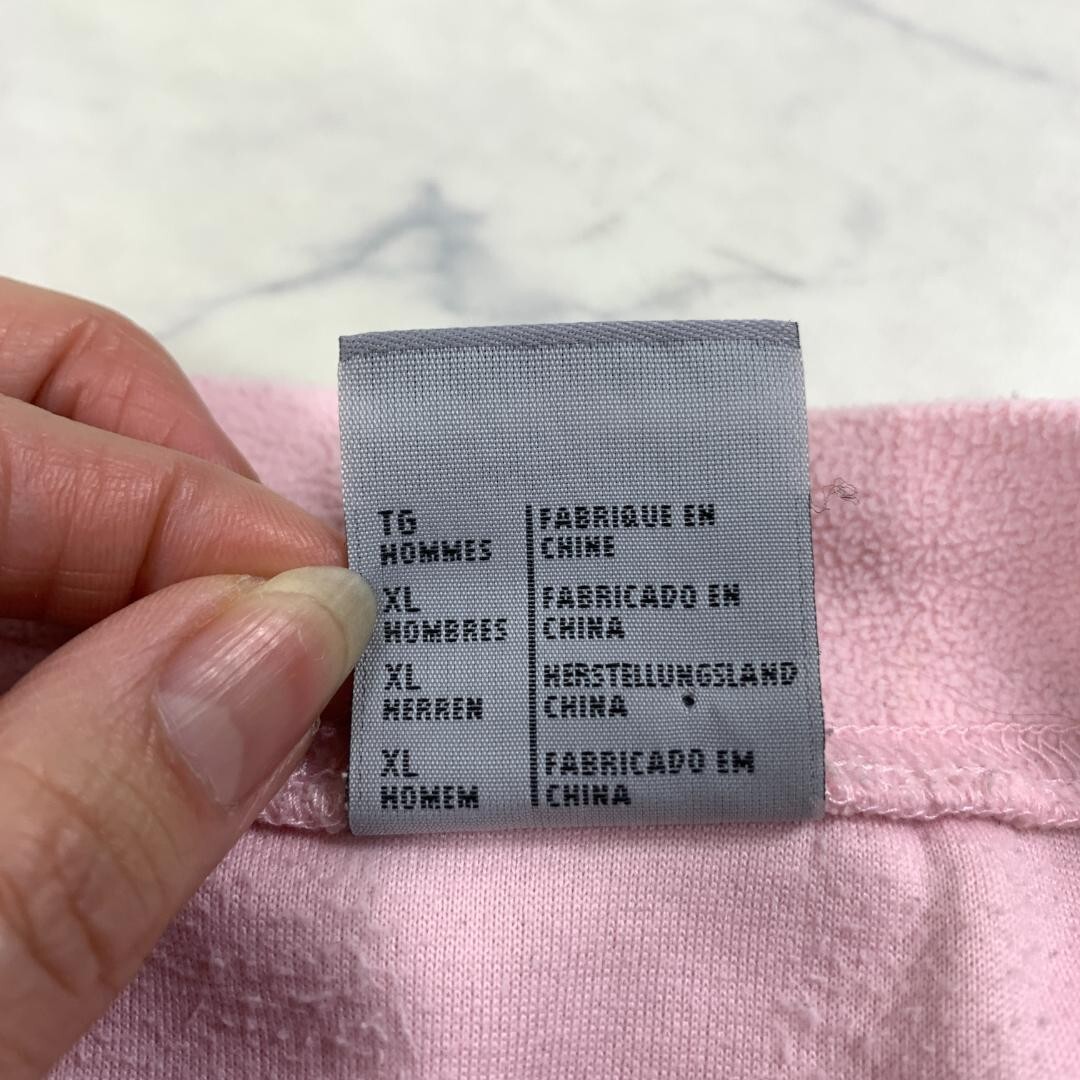 TG
HOMMES
FABRIQUE EN
CHINE
XL
HOMBRES
FABRICADO EN
CHINA
XL
HERREN
HERSTELLUNGSLAND
CHINA
XL
HOMEM
FABRICADO EM
CHINA